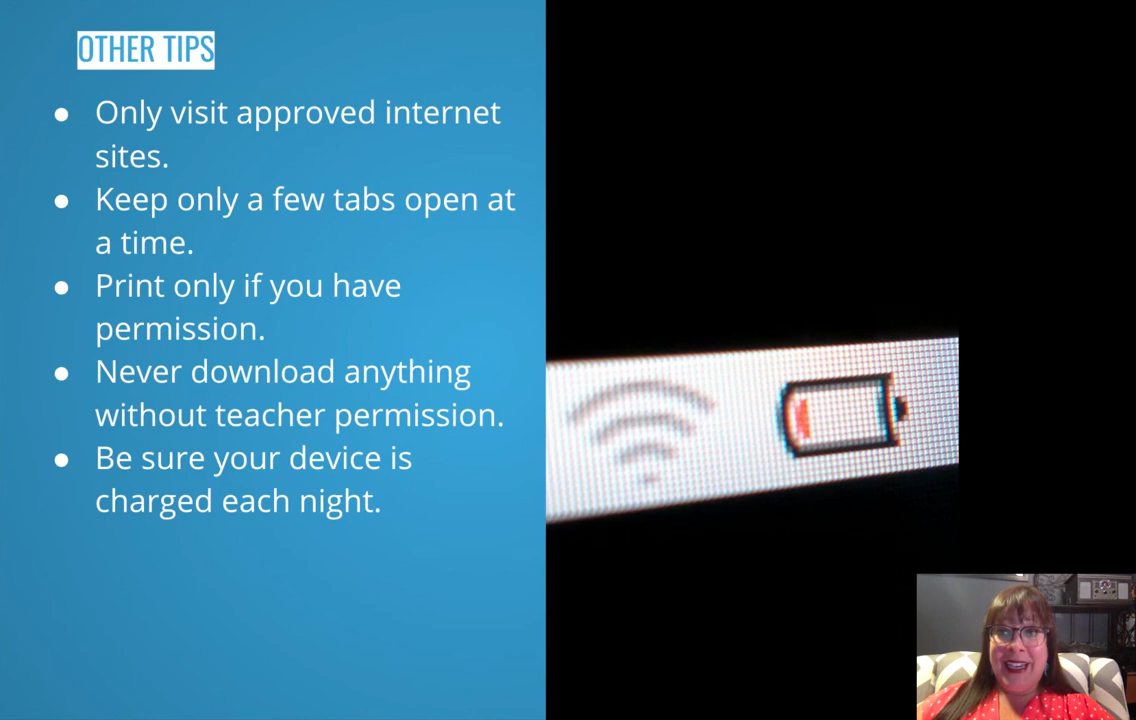 OTHER TIPS
● Only visit approved internet
sites.
● Keep only a few tabs open at
a time.
● Print only if you have
permission.
● Never download anything
without teacher permission.
● Be sure your device is
charged each night.